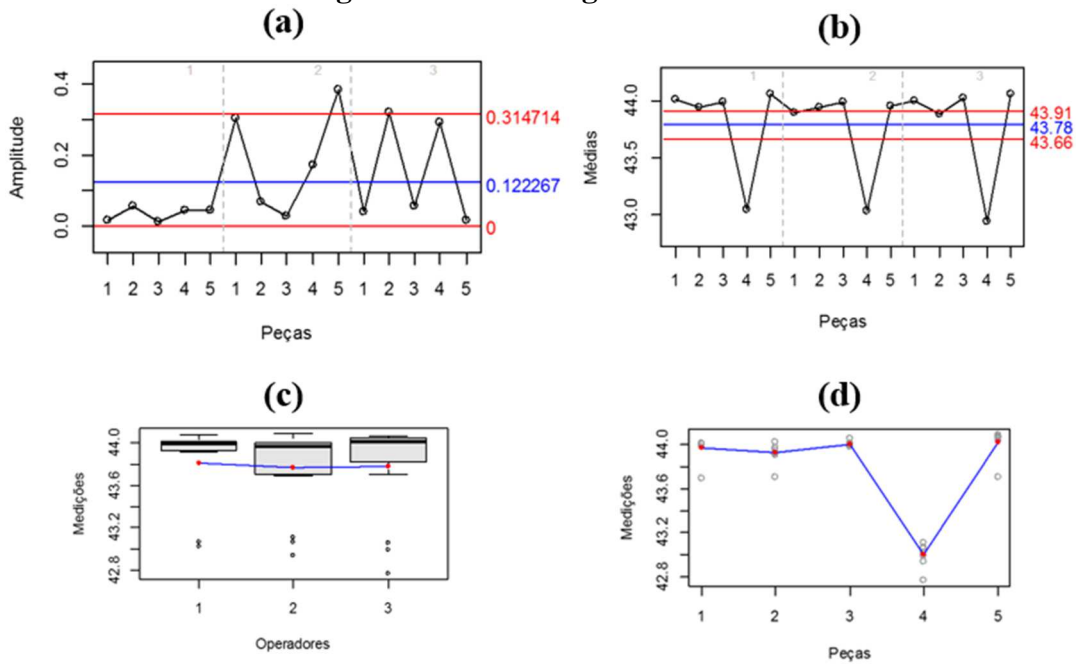 (a)
Amplitude
0.4
0.2
0.0
1
2
3
0.314714
0.122267
0
1 2 3 4 5 1 2 3 4 5 1 2 3 4 5
Peças
(b)
Médias
44.0
43.5
43.0
1
2
3
43.91
43.78
43.66
1 2 3 4 5 1 2 3 4 5 1 2 3 4 5
Peças
(c)
Medições
44.0
43.6
43.2
42.8
1 2 3
Operadores
(d)
Medições
44.0
43.6
42.8
1 2 3 4 5
Peças